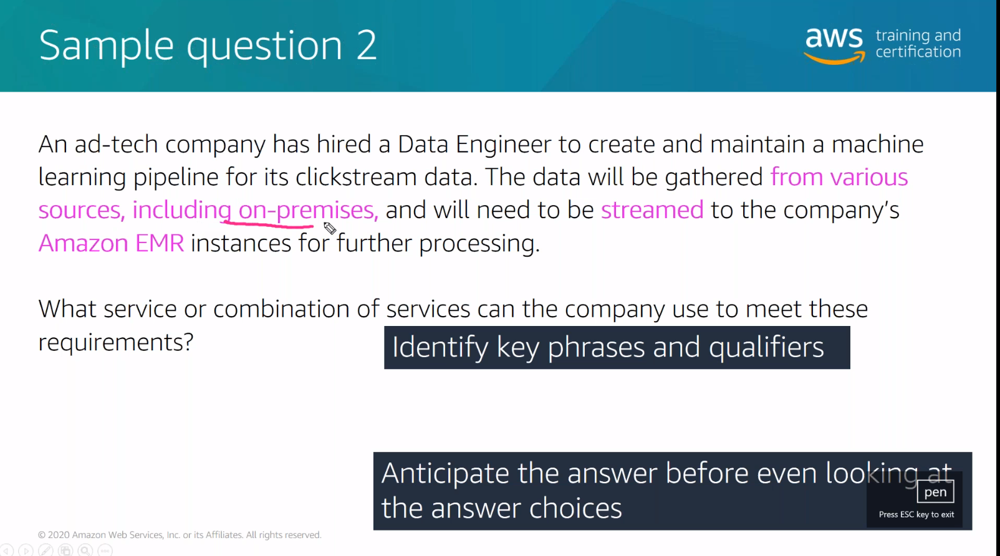 Sample question 2
aws training and
certification
An ad-tech company has hired a Data Engineer to create and maintain a machine
learning pipeline for its clickstream data. The data will be gathered from various
sources, including on-premises, and will need to be streamed to the company’s
Amazon EMR instances for further processing.
What service or combination of services can the company use to meet these
requirements?
Identify key phrases and qualifiers
Anticipate the answer before even looking at
the answer choices
pen
Press ESC key to exit
© 2020 Amazon Web Services, Inc. or its Affiliates. All rights reserved.